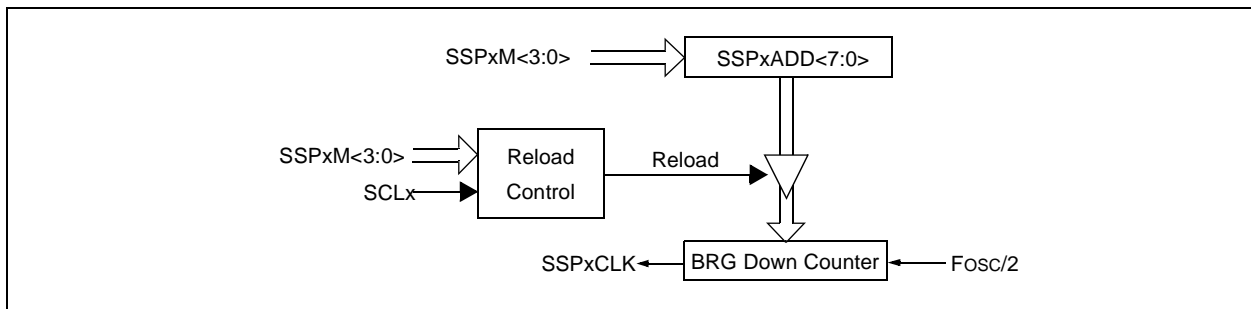 SSPxM<3:0>
SSPxADD<7:0>
SSPxM<3:0>
SCLx
Reload
Control
Reload
SSPxCLK
BRG Down Counter
FOSC/2